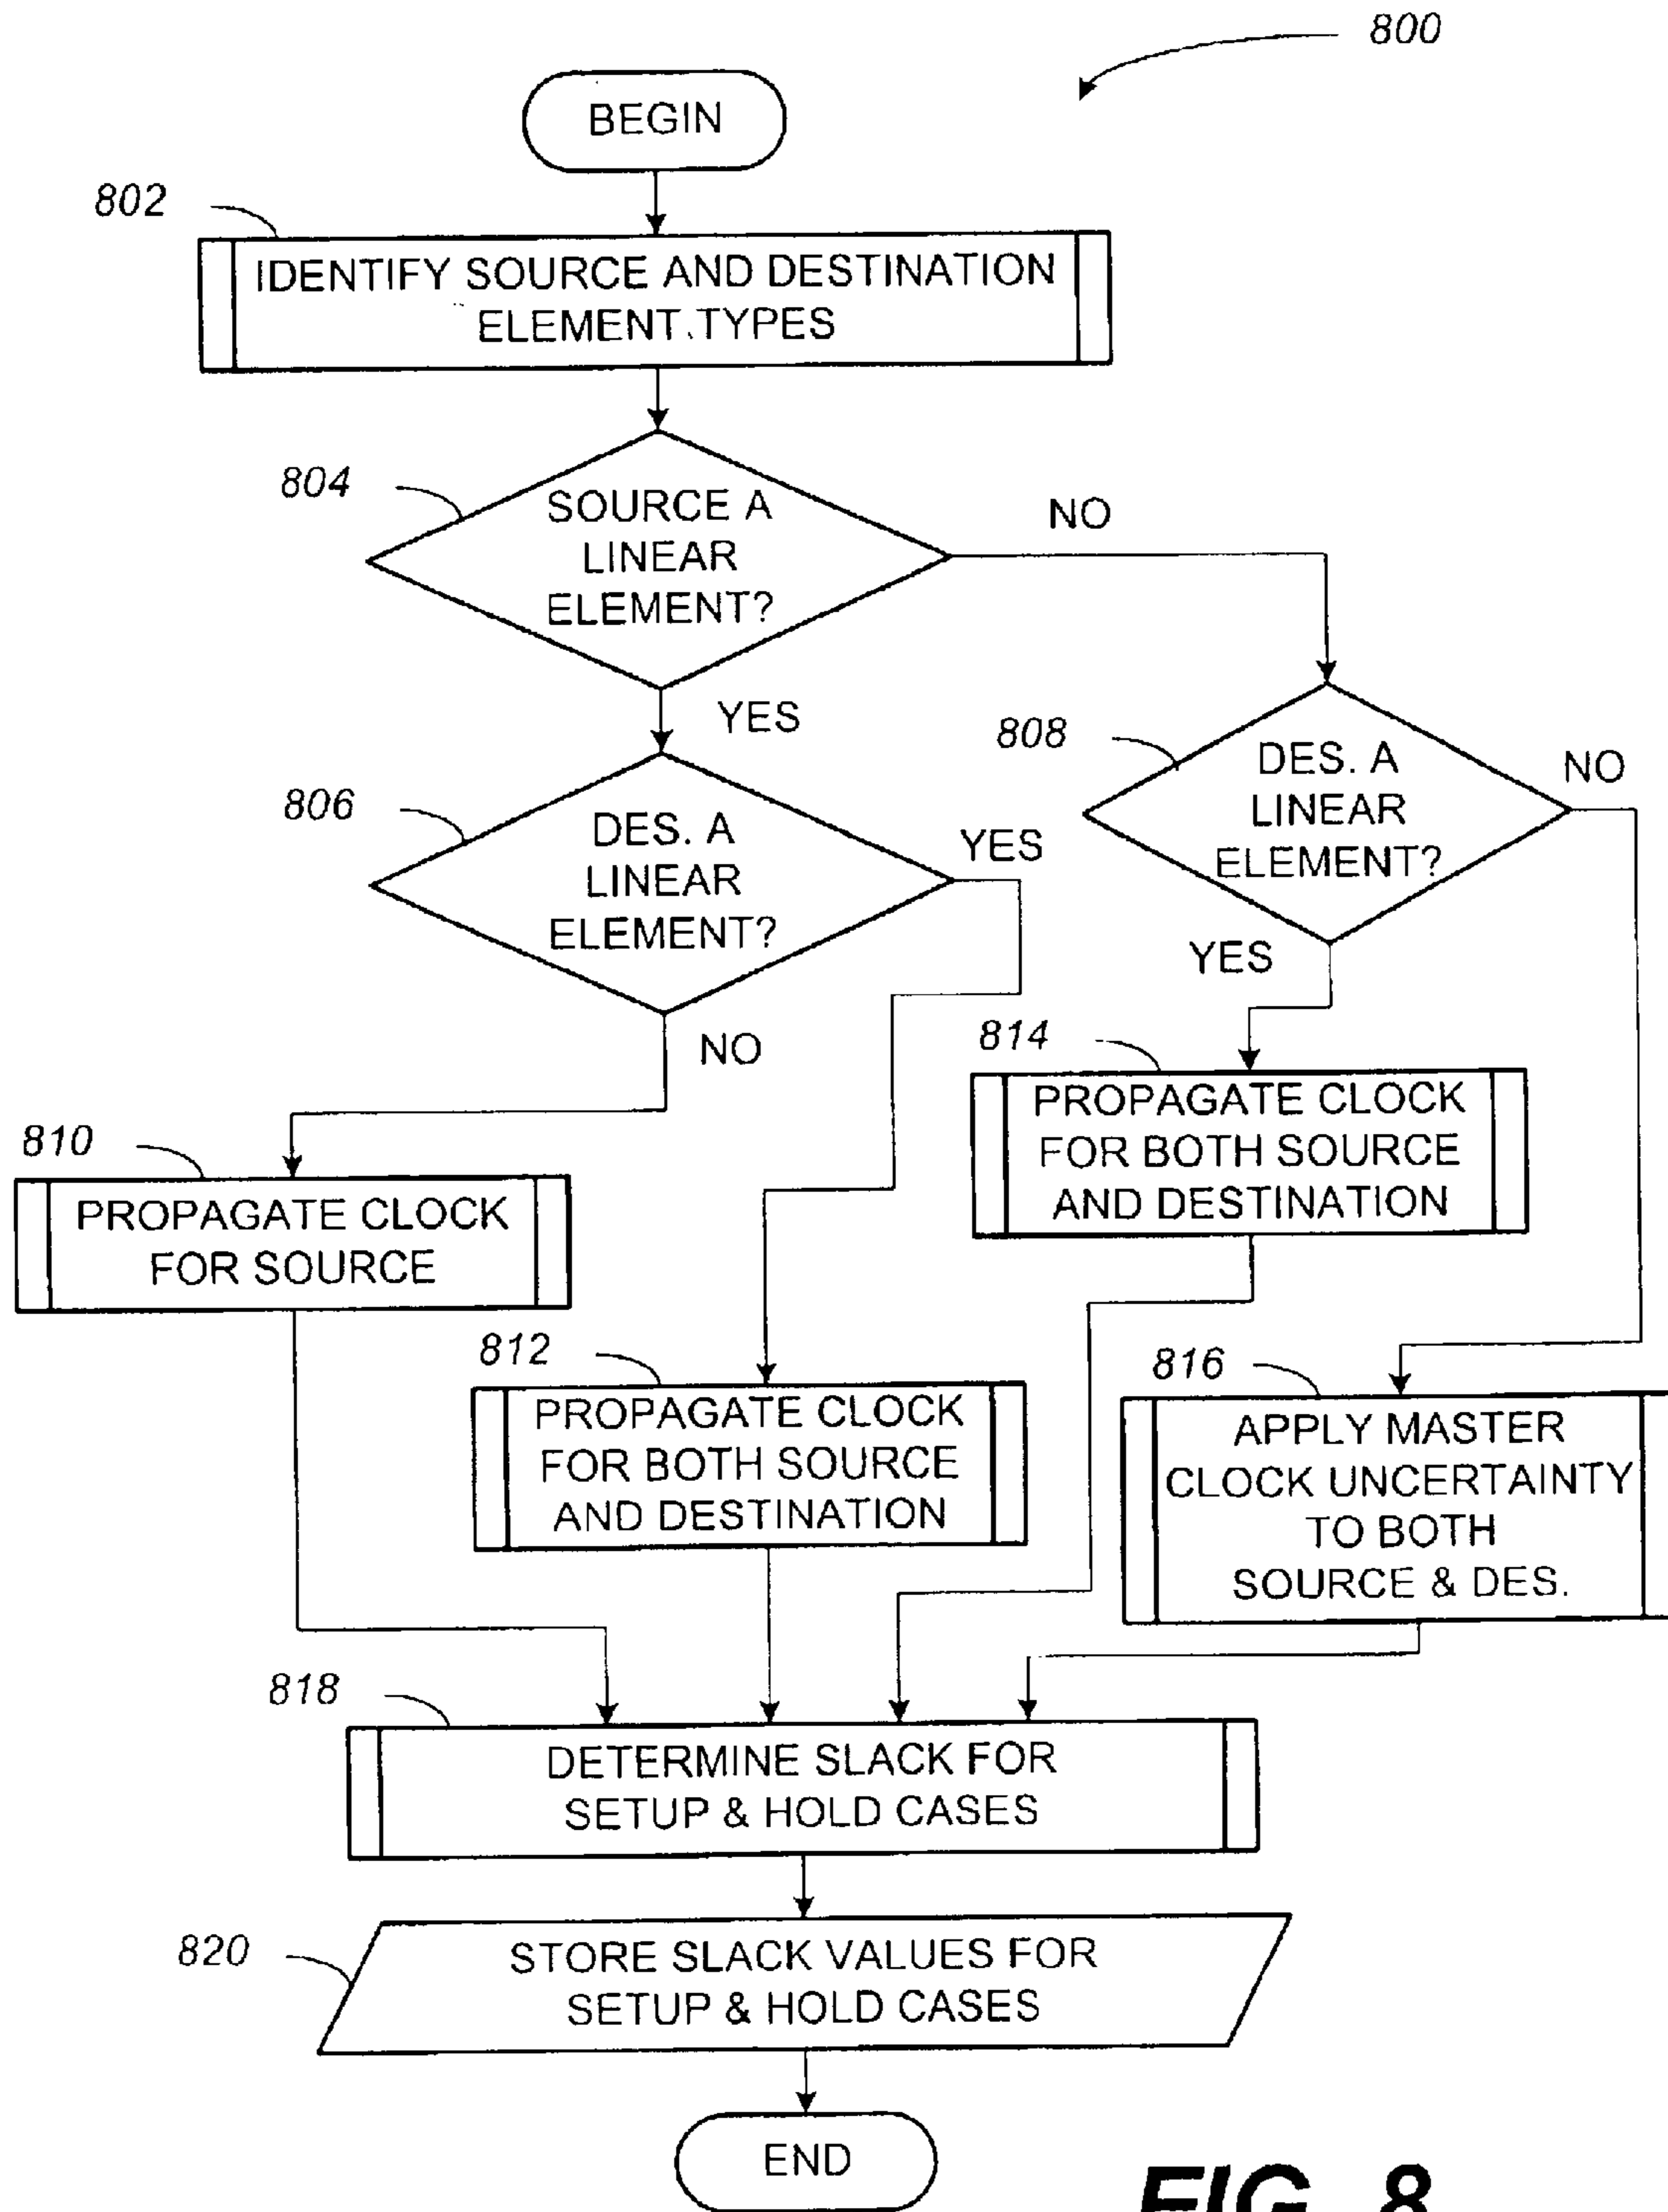 800
BEGIN
802
IDENTIFY SOURCE AND DESTINATION
ELEMENT TYPES
804
SOURCE A
LINEAR
ELEMENT?
NO
YES
806
DES. A
LINEAR
ELEMENT?
YES
NO
808
DES. A
LINEAR
ELEMENT?
NO
YES
810
PROPAGATE CLOCK
FOR SOURCE
812
PROPAGATE CLOCK
FOR BOTH SOURCE
AND DESTINATION
814
PROPAGATE CLOCK
FOR BOTH SOURCE
AND DESTINATION
816
APPLY MASTER
CLOCK UNCERTAINTY
TO BOTH
SOURCE & DES.
818
DETERMINE SLACK FOR
SETUP & HOLD CASES
820
STORE SLACK VALUES FOR
SETUP & HOLD CASES
END
FIG. 8